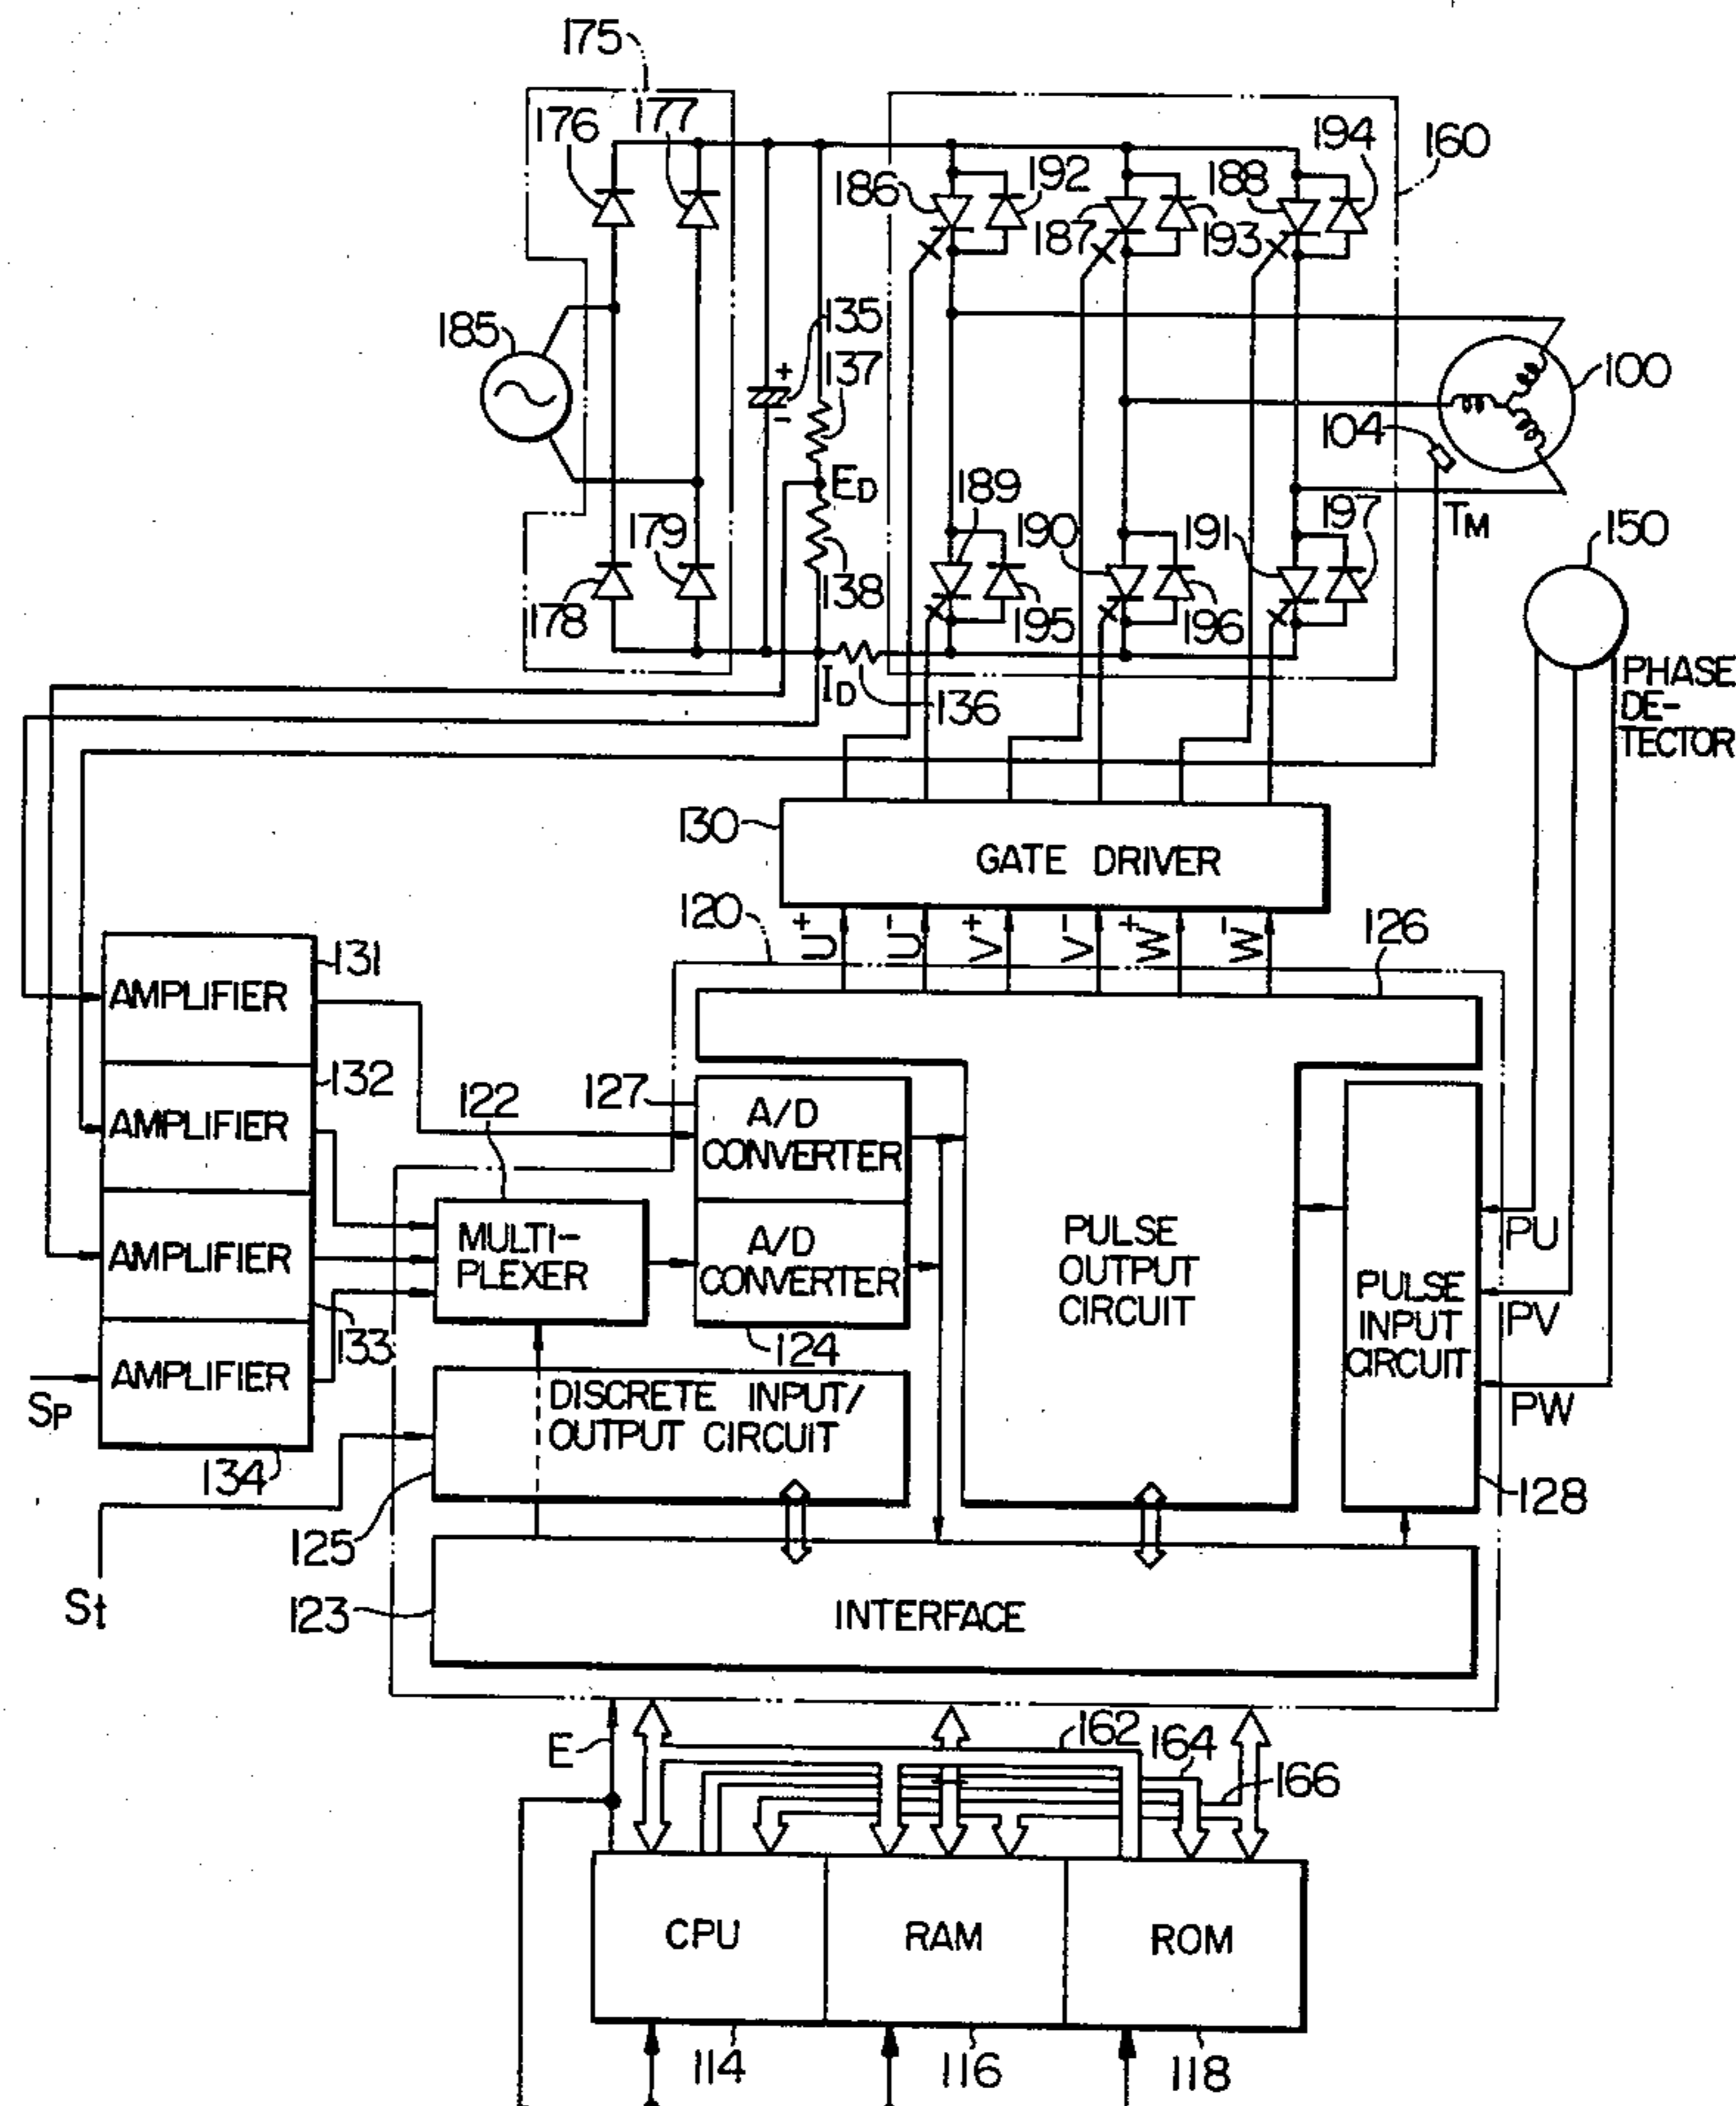 175
176
177
194
160
186
192
188
187
193
185
135
+
137
100
-
104
E_D
189
T_M
179
190
191
197
150
178
138
195
196
I_D
136
PHASE
DE-
TECTOR
130
GATE DRIVER
120
U+
U-
V+
V-
W+
W-
126
131
AMPLIFIER
132
AMPLIFIER
122
127
A/D
CONVERTER
MULTI-
PLEXER
A/D
CONVERTER
PULSE
OUTPUT
CIRCUIT
PU
AMPLIFIER
PULSE
INPUT
CIRCUIT
PV
133
124
AMPLIFIER
S_P
DISCRETE INPUT/
OUTPUT CIRCUIT
PW
134
128
125
St
123
INTERFACE
E
162
164
166
CPU
RAM
ROM
114
116
118